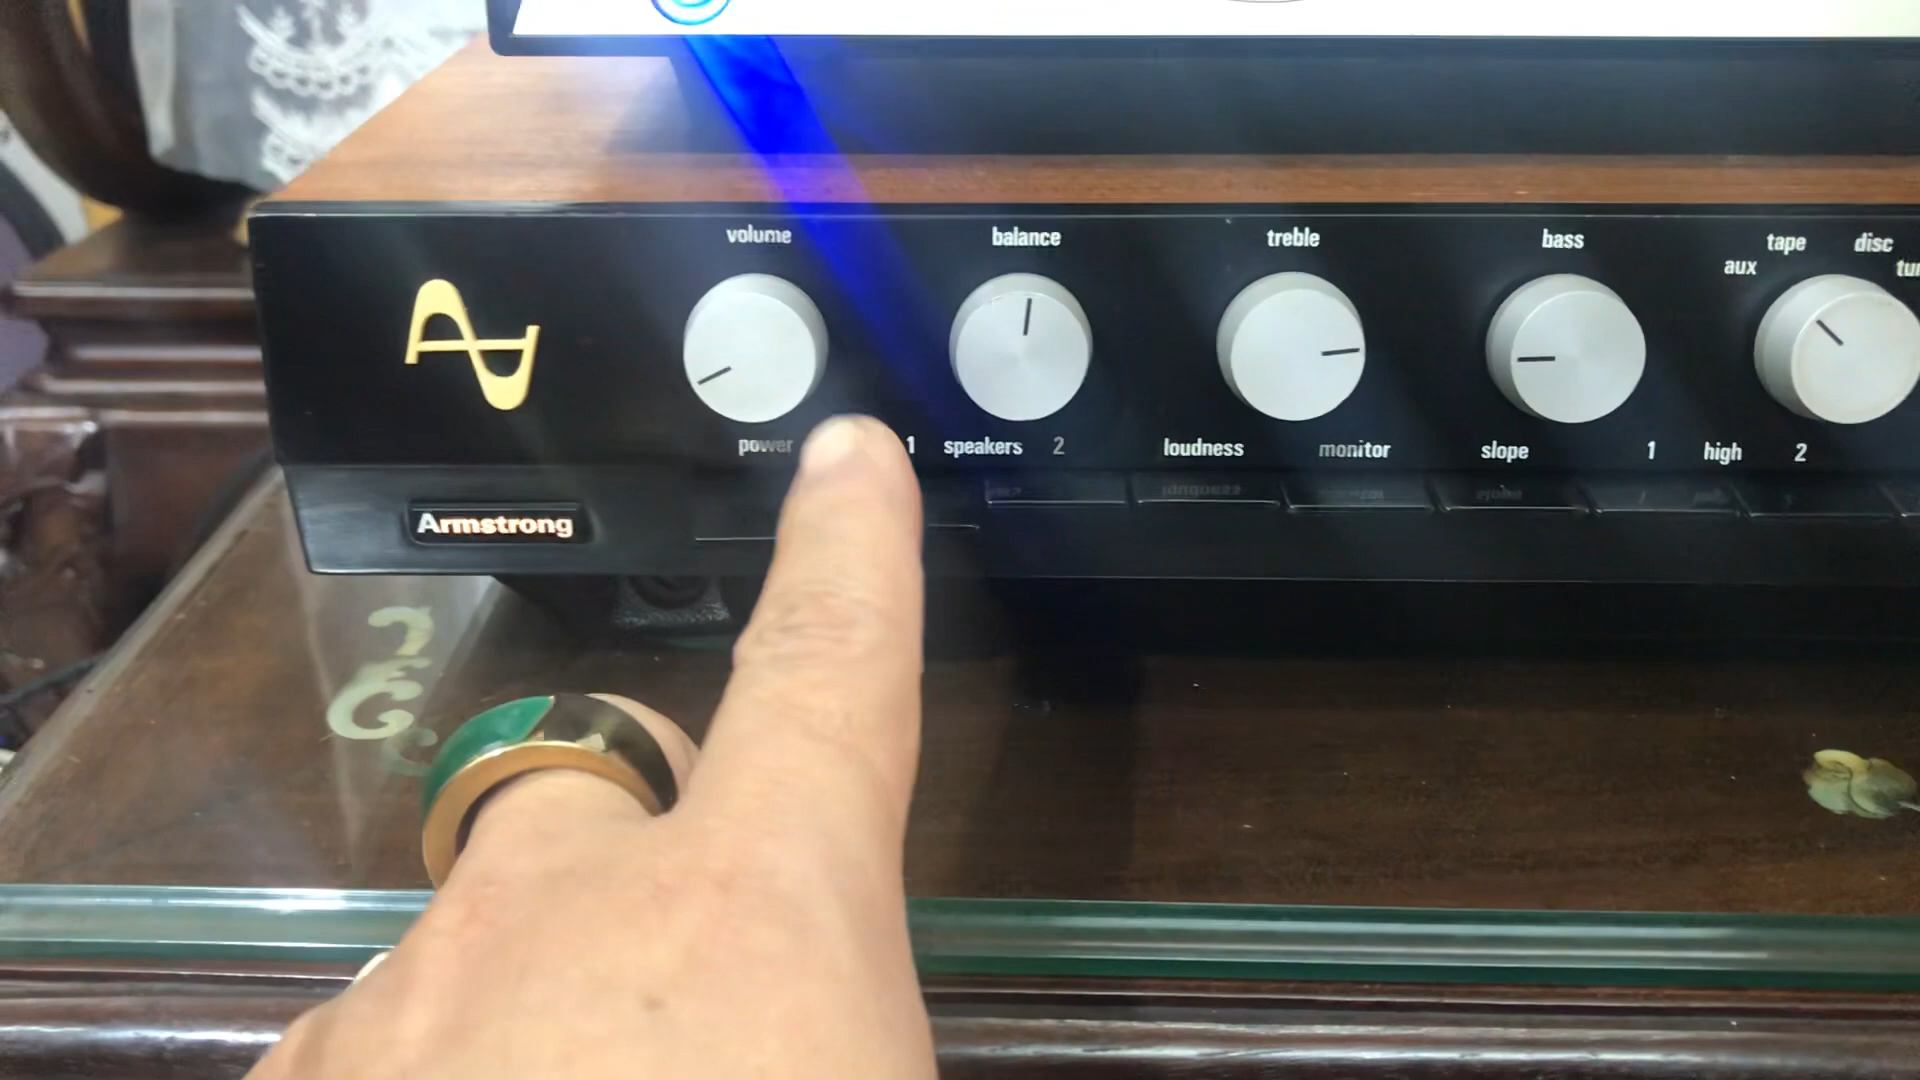 volume balance treble bass
tape disc
aux
power 1 speakers 2 loudness monitor slope 1 high 2
Armstrong